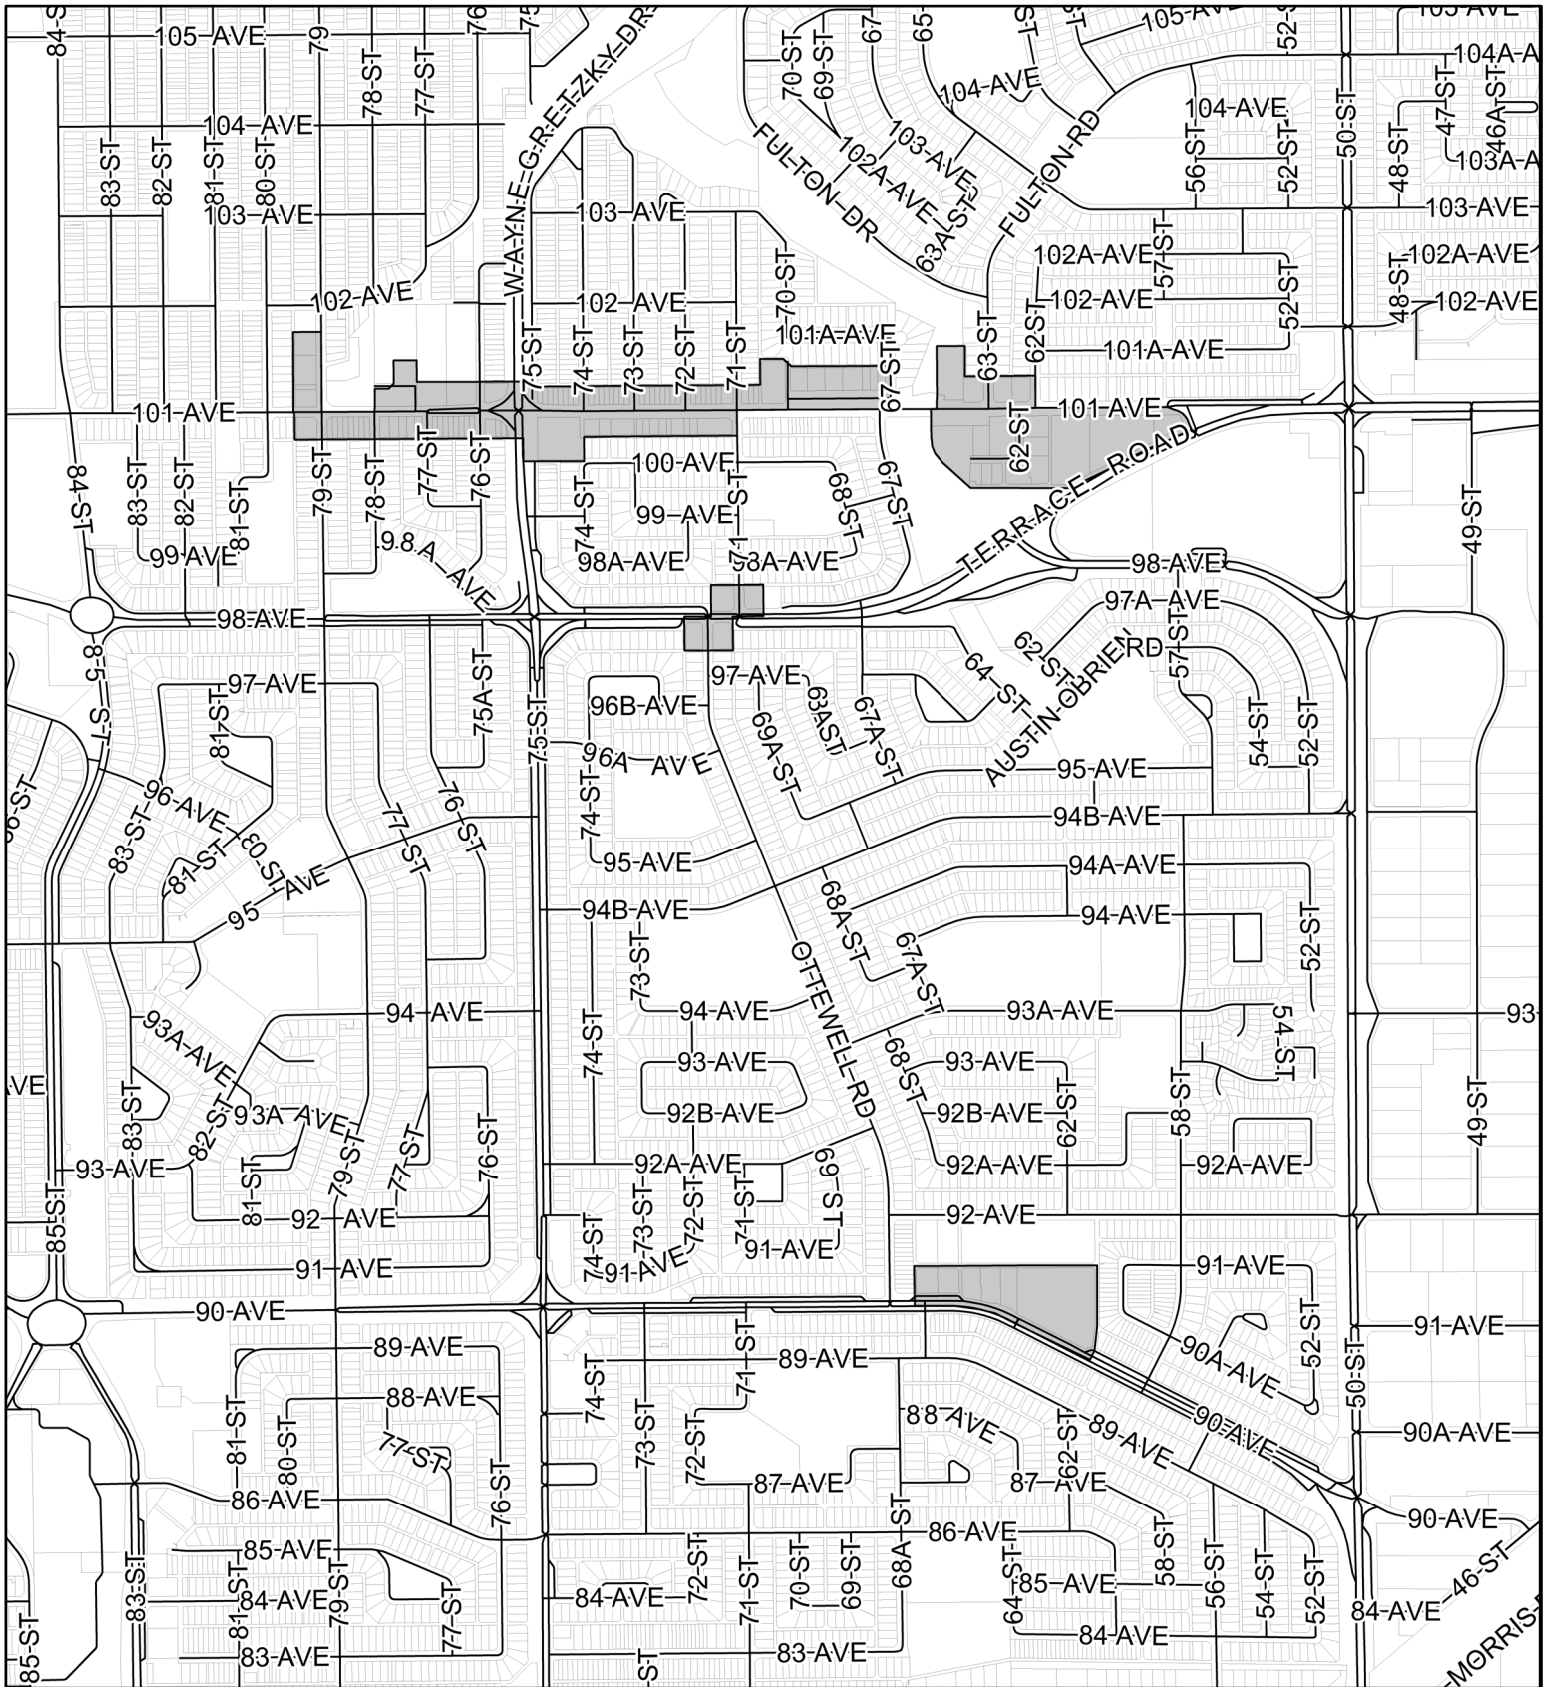 84-S
105 AVE
79
76
75
WAYNE-GRETZKY-DR
70-ST
69-ST
67
65-
ST
ST
105-AVE
52-S
105-AVE
104A-A
78-ST
77-ST
104-AVE
104-AVE
50-ST
47-ST
46A-ST
104 AVE
FULTON-DR
103-AVE
102A-AVE
FULTON-RD
56-ST
52-ST
48-ST
103A-A
83-ST
82-ST
81-ST
80-ST
103 AVE
103-AVE
63A-ST
57-ST
103-AVE
102A-AVE
102A-AVE
102 AVE
102 AVE
70-ST
102-AVE
52-ST
48-ST
102-AVE
75-ST
74-ST
73-ST
72-ST
71-ST
101A-AVE
67-ST
63-ST
62ST
101A-AVE
101 AVE
101 AVE
84-ST
83-ST
82-ST
81-ST
79-ST
78-ST
77-ST
76-ST
100-AVE
68-ST
67-ST
62-ST
TERRACE ROAD
49-ST
74 ST
99-AVE
71-ST
99-AVE
98A-AVE
98A-AVE
98A-AVE
98-AVE
98-AVE
97A-AVE
85 ST
75A-ST
75-ST
97-AVE
64-ST
62-ST
AUSTIN-OBRIEN
RD
57-ST
97-AVE
81-ST
96B-AVE
69A-ST
68AST
67A-ST
54-ST
52-ST
96A AVE
95-AVE
96-AVE
83-ST
80-ST
81-ST
77-ST
76-ST
74-ST
94B-AVE
95 AVE
95-AVE
94A-AVE
94B-AVE
68A-ST
94-AVE
73-ST
OTTEWELL-RD
67A-ST
52-ST
94-AVE
94-AVE
93A-AVE
93-
93A-AVE
74-ST
54-ST
93-AVE
68-ST
93-AVE
VE
83-ST
82-ST
93A AVE
92B-AVE
92B-AVE
62-ST
58-ST
49-ST
79-ST
77-ST
76-ST
93-AVE
81-ST
92A-AVE
69-ST
92A-AVE
92A-AVE
85-ST
92 AVE
74-ST
73-ST
72-ST
71-ST
92-AVE
91-AVE
91-AVE
91-AVE
91-AVE
90-AVE
89-AVE
71-ST
89-AVE
90A-AVE
52-ST
91-AVE
50-ST
88-AVE
74-ST
88 AVE
81-ST
80-ST
77-ST
73-ST
72-ST
62-ST
89-AVE
90-AVE
90A-AVE
87-AVE
87-AVE
86-AVE
76-ST
68A-ST
86-AVE
90-AVE
85-AVE
72-ST
71-ST
70-ST
69-ST
64-ST
58-ST
56-ST
54-ST
52-ST
46-ST
83-ST
81-ST
84-AVE
79-ST
77-ST
84-AVE
85-AVE
84-AVE
85-ST
83-AVE
ST
83-AVE
84-AVE
MORRIS